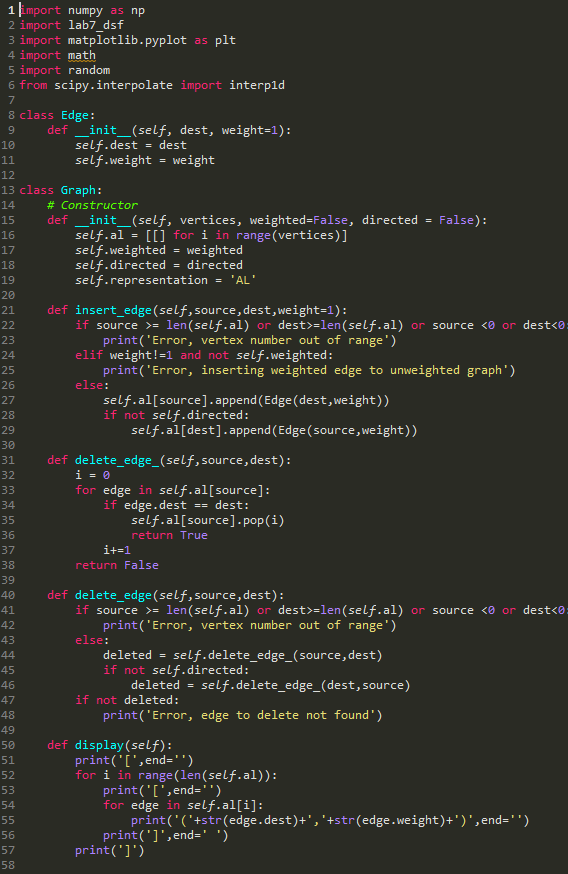 1 import numpy as np
2 import lab7_dsf
3 import matplotlib.pyplot as plt
4 import math
5 import random
6 from scipy.interpolate import interp1d
7
8 class Edge:
9     def __init__(self, dest, weight=1):
10         self.dest = dest
11         self.weight = weight
12
13 class Graph:
14     # Constructor
15     def __init__(self, vertices, weighted=False, directed = False):
16         self.al = [[] for i in range(vertices)]
17         self.weighted = weighted
18         self.directed = directed
19         self.representation = 'AL'
20
21     def insert_edge(self,source,dest,weight=1):
22         if source >= len(self.al) or dest>=len(self.al) or source <0 or dest<0:
23             print('Error, vertex number out of range')
24         elif weight!=1 and not self.weighted:
25             print('Error, inserting weighted edge to unweighted graph')
26         else:
27             self.al[source].append(Edge(dest,weight))
28             if not self.directed:
29                 self.al[dest].append(Edge(source,weight))
30
31     def delete_edge_(self,source,dest):
32         i = 0
33         for edge in self.al[source]:
34             if edge.dest == dest:
35                 self.al[source].pop(i)
36                 return True
37             i+=1
38         return False
39
40     def delete_edge(self,source,dest):
41         if source >= len(self.al) or dest>=len(self.al) or source <0 or dest<0:
42             print('Error, vertex number out of range')
43         else:
44             deleted = self.delete_edge_(source,dest)
45             if not self.directed:
46                 deleted = self.delete_edge_(dest,source)
47         if not deleted:
48             print('Error, edge to delete not found')
49
50     def display(self):
51         print('[',end='')
52         for i in range(len(self.al)):
53             print('[',end='')
54             for edge in self.al[i]:
55                 print('('+str(edge.dest)+','+str(edge.weight)+')',end='')
56             print(']',end=' ')
57         print(']')
58